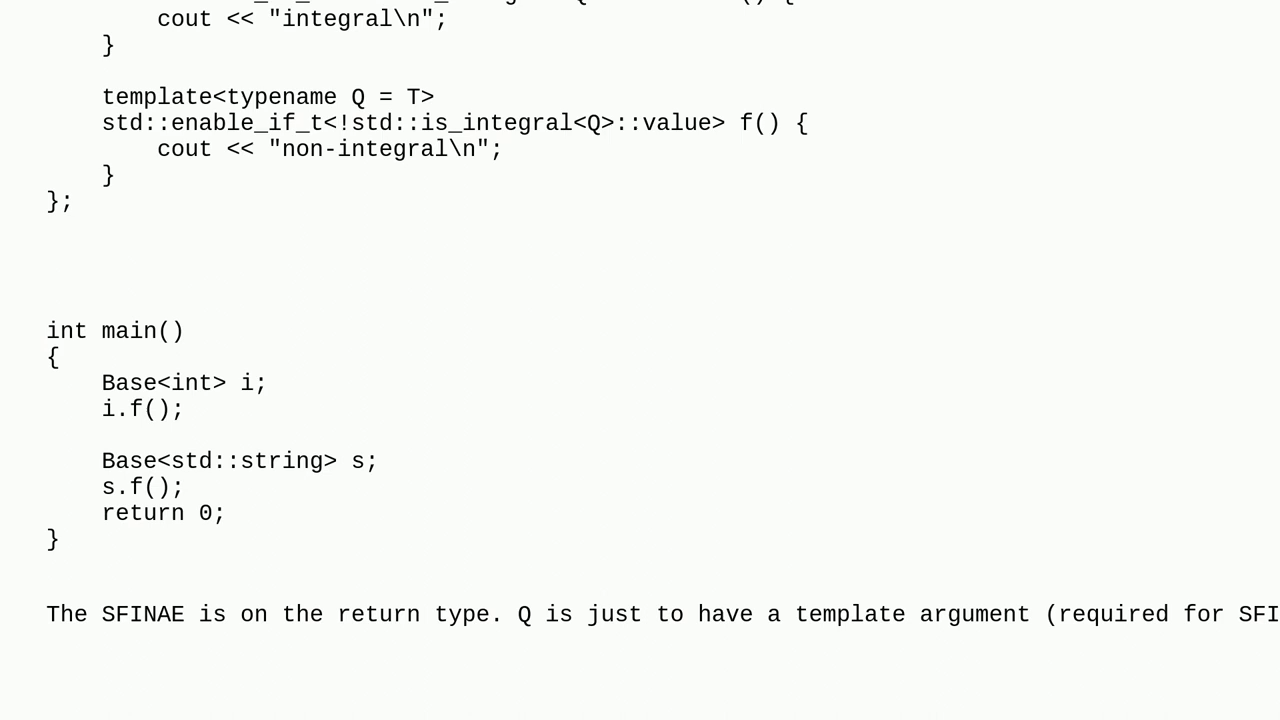 cout << "integral\n";
}
template<typename Q = T>
std::enable_if_t<!std::is_integral<Q>::value> f() {
cout << "non-integral\n";
}
};
int main()
{
Base<int> i;
i.f();
Base<std::string> s;
s.f();
return 0;
}
The SFINAE is on the return type. Q is just to have a template argument (required for SFI